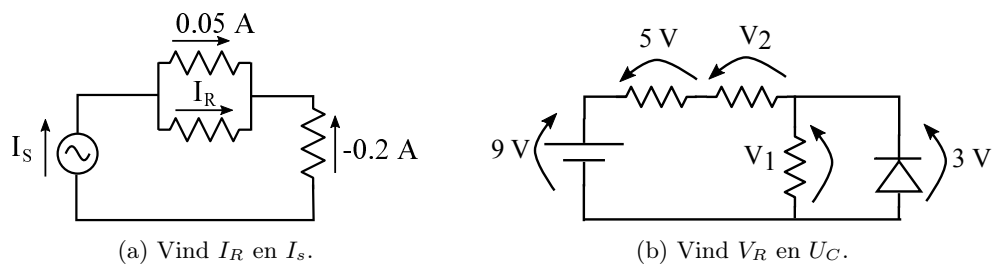 0.05 A
I_R
I_S
-0.2 A
(a) Vind I_R en I_s.
5 V
V_2
9 V
V_1
3 V
(b) Vind V_R en U_C.